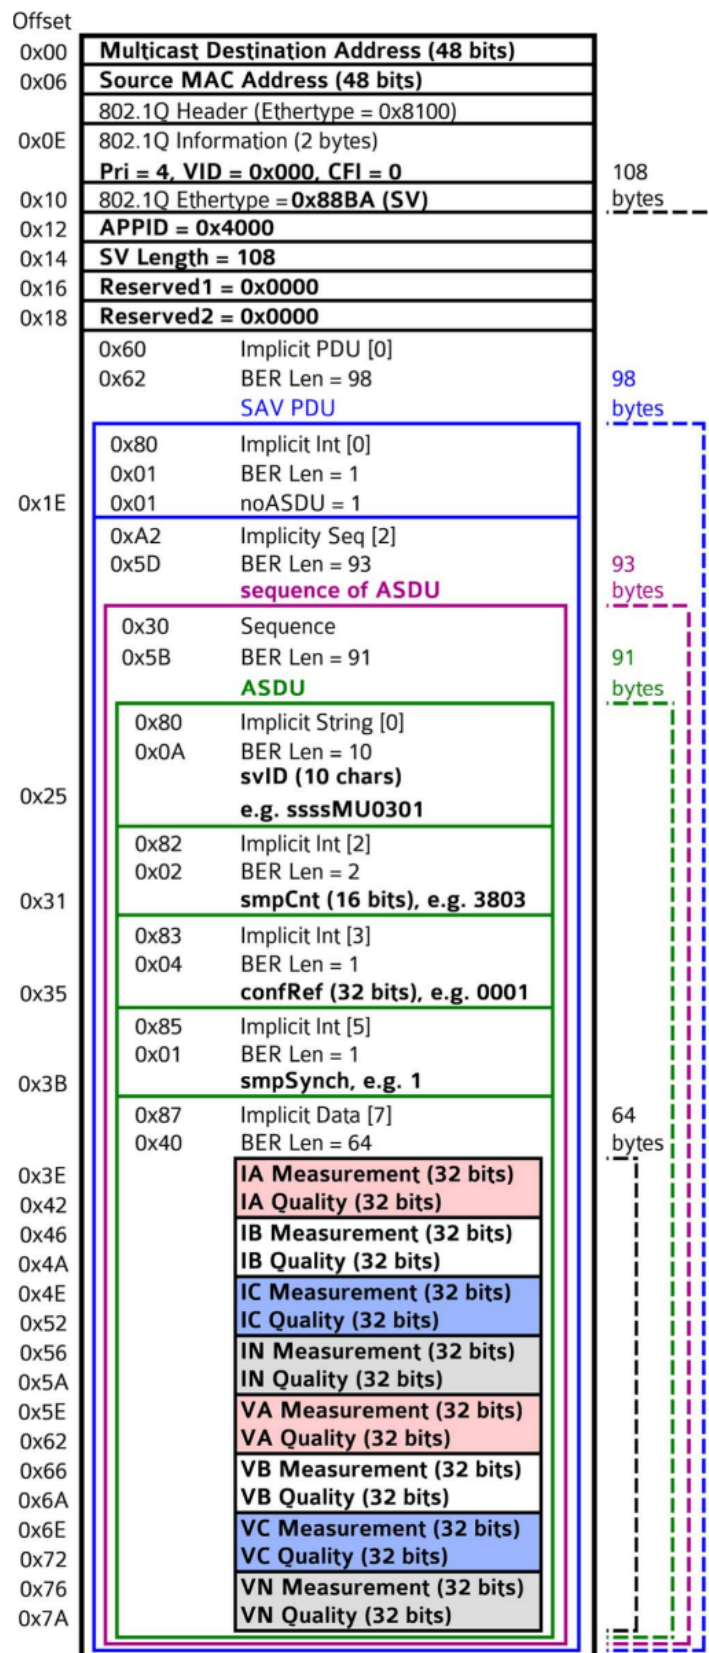 Offset
0x00 Multicast Destination Address (48 bits)
0x06 Source MAC Address (48 bits)
802.1Q Header (Ethertype = 0x8100)
0x0E 802.1Q Information (2 bytes)
Pri = 4, VID = 0x000, CFI = 0 108
0x10 802.1Q Ethertype = 0x88BA (SV) bytes
0x12 APPID = 0x4000
0x14 SV Length = 108
0x16 Reserved1 = 0x0000
0x18 Reserved2 = 0x0000
0x60 Implicit PDU [0]
0x62 BER Len = 98 98
SAV PDU bytes
0x80 Implicit Int [0]
0x01 BER Len = 1
0x1E 0x01 noASDU = 1
0xA2 Implicity Seq [2]
0x5D BER Len = 93 93
sequence of ASDU bytes
0x30 Sequence
0x5B BER Len = 91 91
ASDU bytes
0x80 Implicit String [0]
0x0A BER Len = 10
svID (10 chars)
0x25
e.g. ssssMU0301
0x82 Implicit Int [2]
0x02 BER Len = 2
0x31 smpCnt (16 bits), e.g. 3803
0x83 Implicit Int [3]
0x04 BER Len = 1
0x35 confRef (32 bits), e.g. 0001
0x85 Implicit Int [5]
0x01 BER Len = 1
0x3B smpSynch, e.g. 1
0x87 Implicit Data [7] 64
0x40 BER Len = 64 bytes
0x3E IA Measurement (32 bits)
0x42 IA Quality (32 bits)
0x46 IB Measurement (32 bits)
0x4A IB Quality (32 bits)
0x4E IC Measurement (32 bits)
0x52 IC Quality (32 bits)
0x56 IN Measurement (32 bits)
0x5A IN Quality (32 bits)
0x5E VA Measurement (32 bits)
0x62 VA Quality (32 bits)
0x66 VB Measurement (32 bits)
0x6A VB Quality (32 bits)
0x6E VC Measurement (32 bits)
0x72 VC Quality (32 bits)
0x76 VN Measurement (32 bits)
0x7A VN Quality (32 bits)